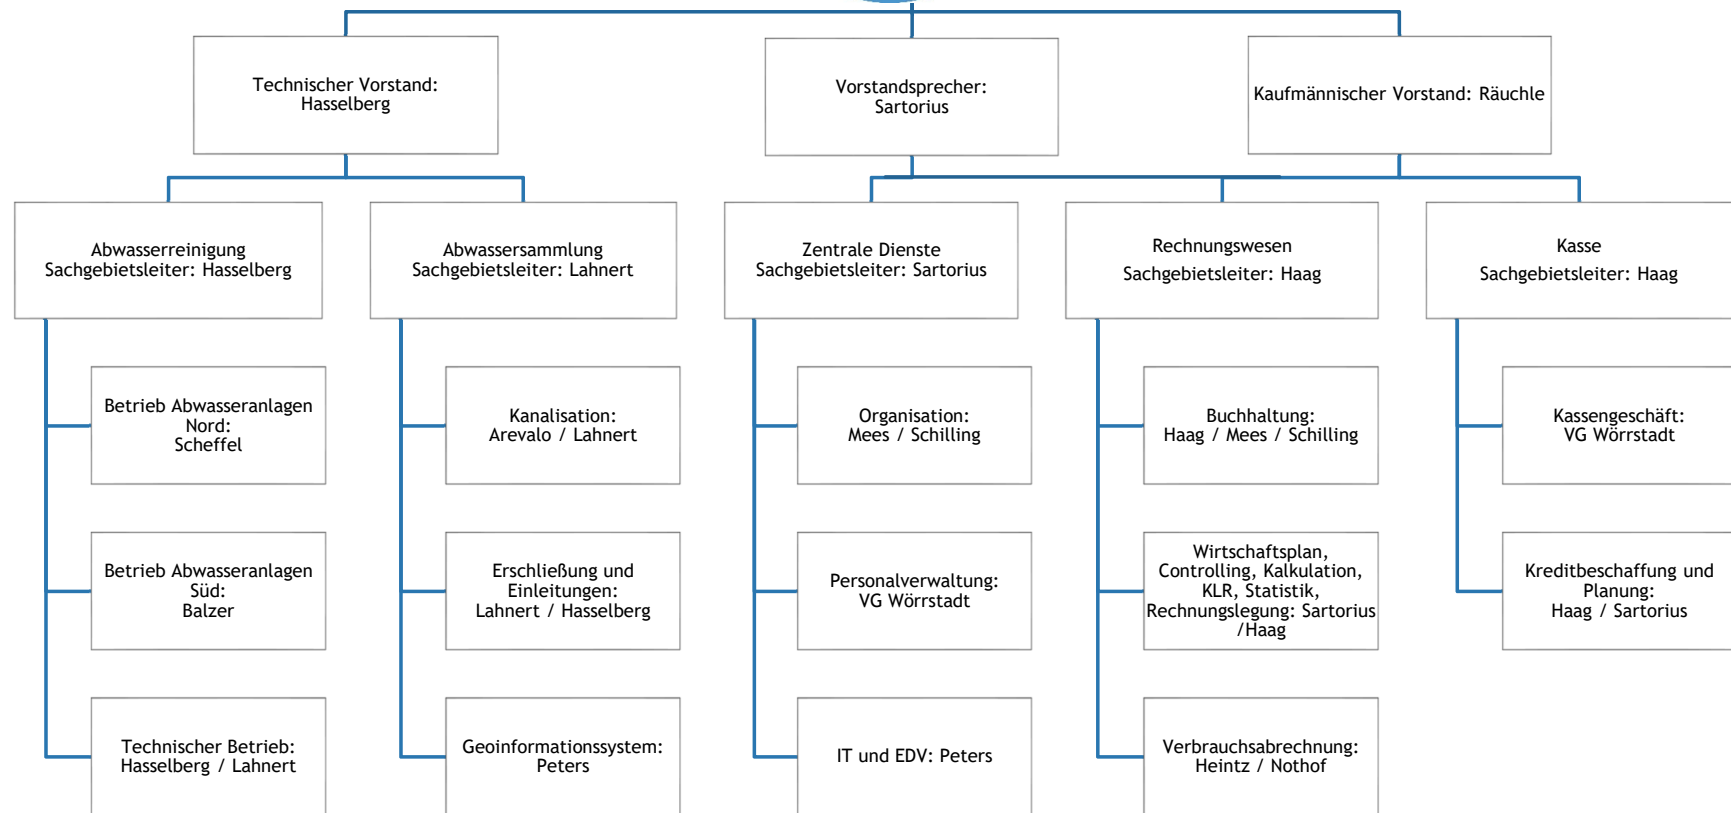 Technischer Vorstand:
Hasselberg
Vorstandsprecher:
Sartorius
Kaufmännischer Vorstand: Räuchle
Abwasserreinigung
Sachgebietsleiter: Hasselberg
Abwassersammlung
Sachgebietsleiter: Lahnert
Zentrale Dienste
Sachgebietsleiter: Sartorius
Rechnungswesen
Sachgebietsleiter: Haag
Kasse
Sachgebietsleiter: Haag
Betrieb Abwasseranlagen
Nord:
Scheffel
Kanalisation:
Arevalo / Lahnert
Organisation:
Mees / Schilling
Buchhaltung:
Haag / Mees / Schilling
Kassengeschäft:
VG Wörrstadt
Betrieb Abwasseranlagen
Süd:
Balzer
Erschließung und
Einleitungen:
Lahnert / Hasselberg
Personalverwaltung:
VG Wörrstadt
Wirtschaftsplan,
Controlling, Kalkulation,
KLR, Statistik,
Rechnungslegung: Sartorius
/Haag
Kreditbeschaffung und
Planung:
Haag / Sartorius
Technischer Betrieb:
Hasselberg / Lahnert
Geoinformationssystem:
Peters
IT und EDV: Peters
Verbrauchsabrechnung:
Heintz / Nothof